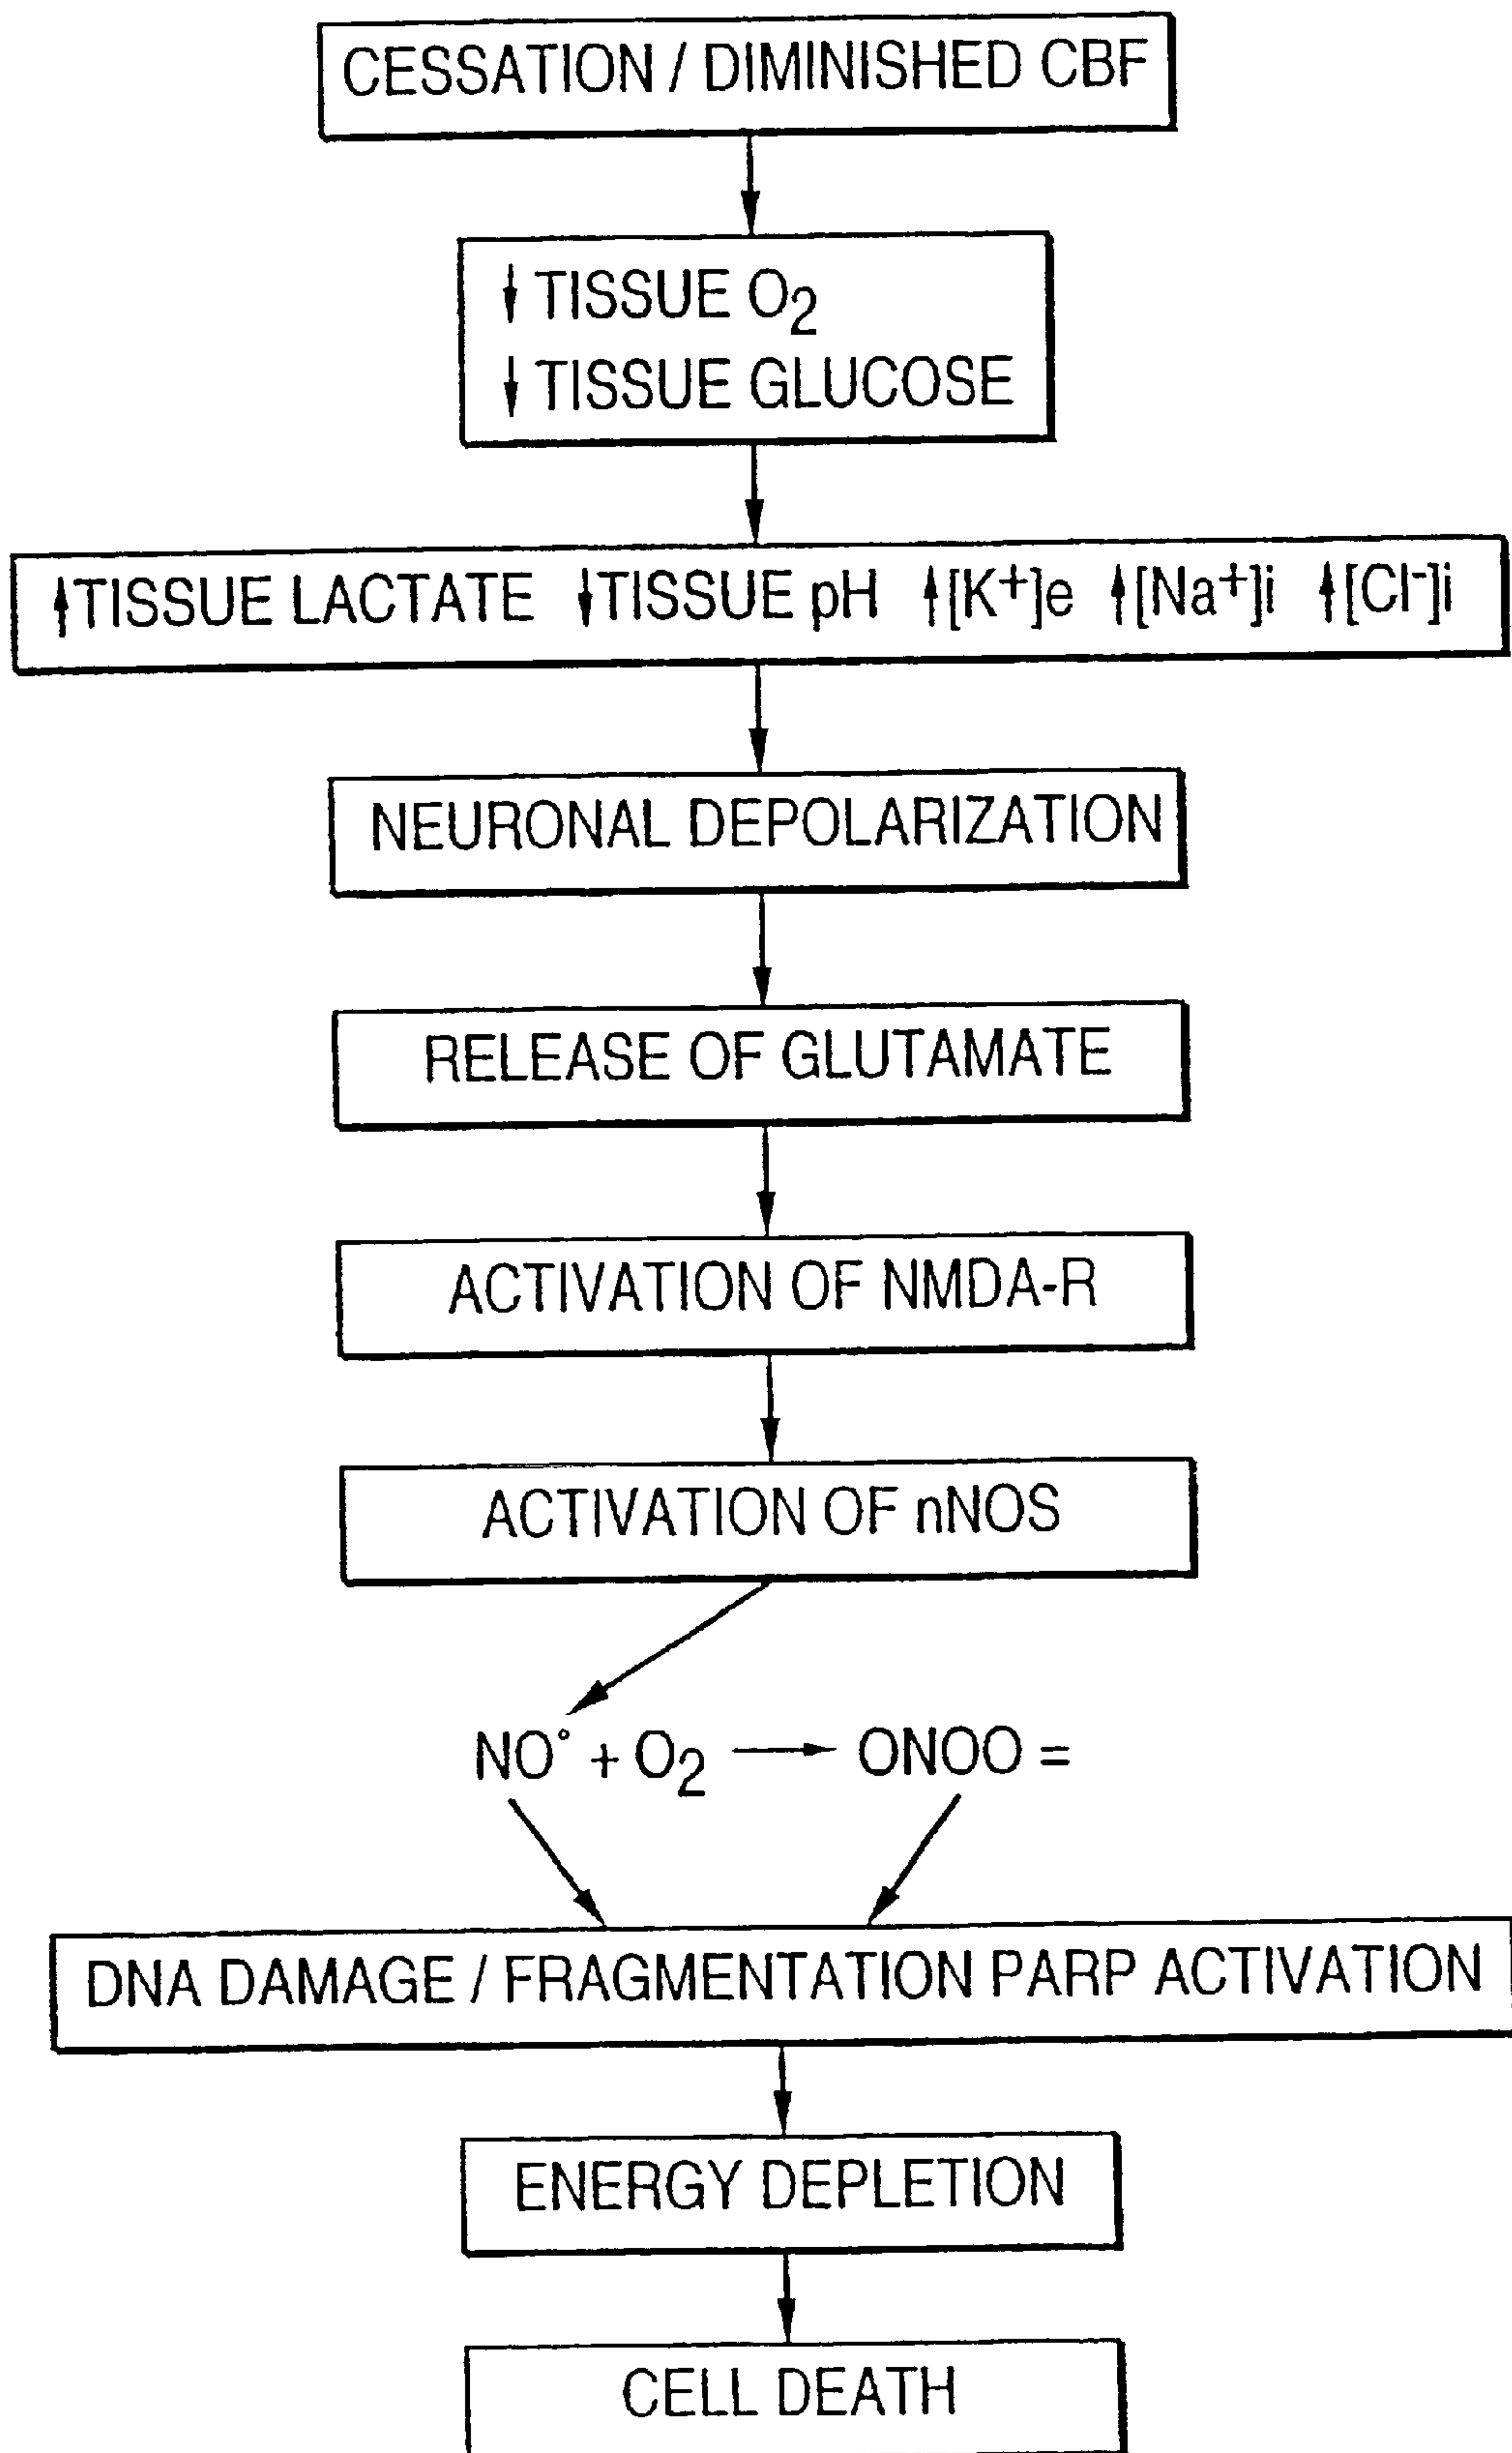 CESSATION / DIMINISHED CBF
↓ TISSUE O₂
↓ TISSUE GLUCOSE
↑TISSUE LACTATE ↓TISSUE pH ↑[K⁺]e ↑[Na⁺]i ↑[Cl⁻]i
NEURONAL DEPOLARIZATION
RELEASE OF GLUTAMATE
ACTIVATION OF NMDA-R
ACTIVATION OF nNOS
NO° + O₂ → ONOO =
DNA DAMAGE / FRAGMENTATION PARP ACTIVATION
ENERGY DEPLETION
CELL DEATH